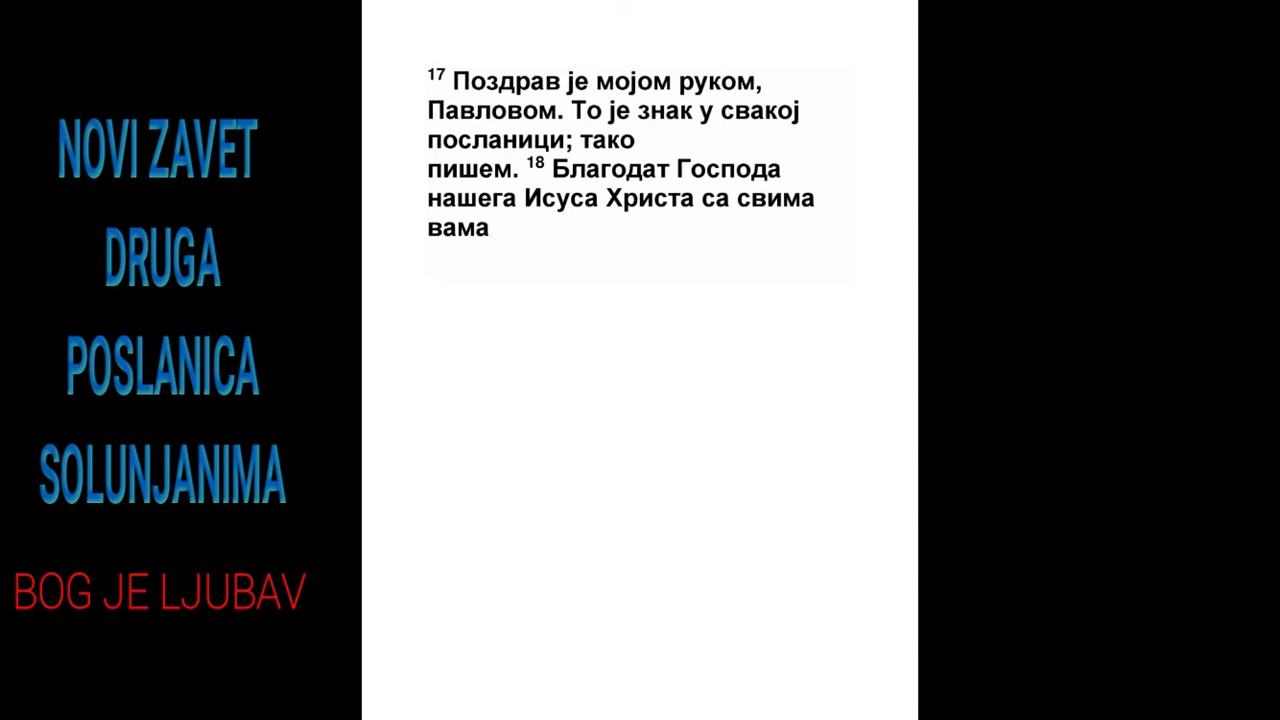 NOVI ZAVET
DRUGA
POSLANICA
SOLUNJANIMA
BOG JE LJUBAV
17 Поздрав је мојом руком,
Павловом. То је знак у свакој
посланици; тако
пишем. 18 Благодат Господа
нашега Исуса Христа са свима
вама